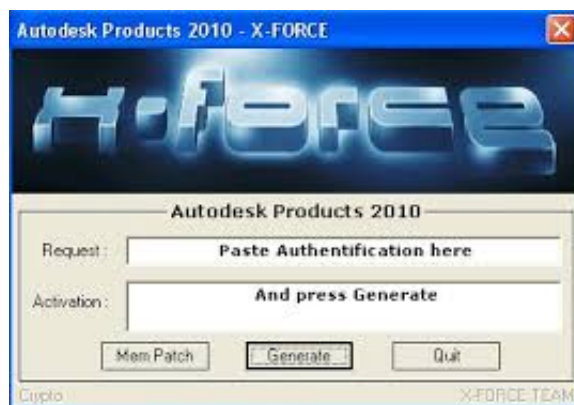 Autodesk Products 2010 - X-FORCE
x-force
Autodesk Products 2010
Request :
Paste Authentification here
Activation :
And press Generate
Mem Patch
Generate
Quit
Crypto
X-FORCE TEAM